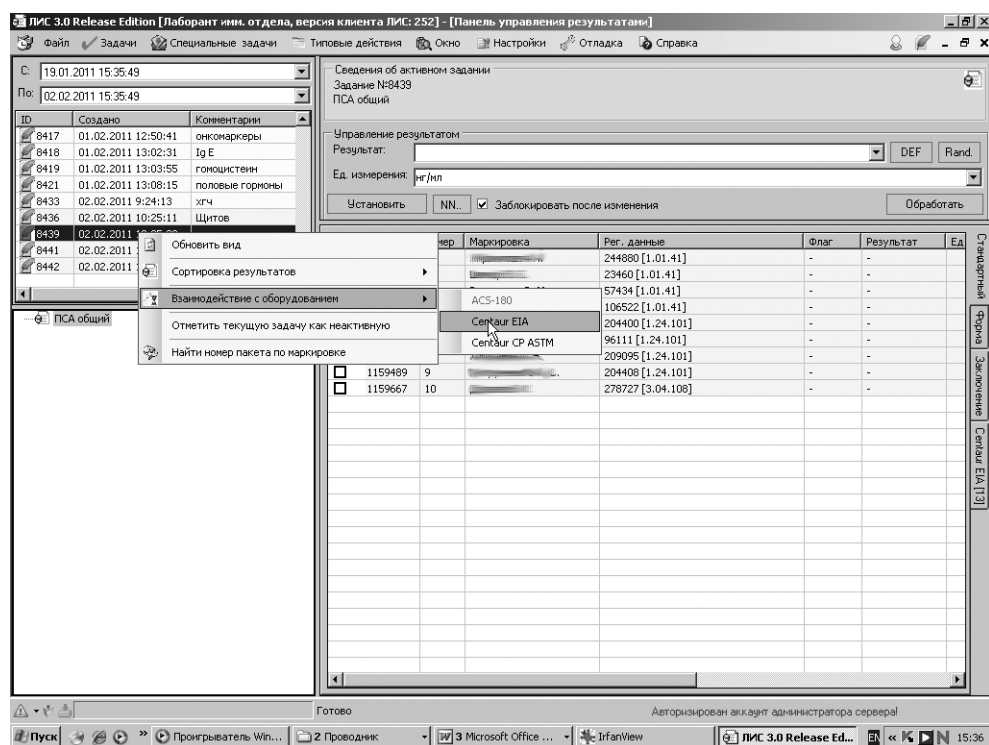 ЛИС 3.0 Release Edition [Лаборант имм. отдела, версия клиента ЛИС: 252] - [Панель управления результатами]
Файл Задачи Специальные задачи Типовые действия Окно Настройки Отладка Справка
С: 19.01.2011 15:35:49
По: 02.02.2011 15:35:49
ID Создано Комментарии
8417 01.02.2011 12:50:41 онкомаркеры
8418 01.02.2011 13:02:31 Ig E
8419 01.02.2011 13:03:55 гомоцистеин
8421 01.02.2011 13:08:15 половые гормоны
8433 02.02.2011 9:24:13 хгч
8436 02.02.2011 10:25:11 Щитов
8439 02.02.2011
8441 02.02.2011
8442 02.02.2011
ПСА общий
Обновить вид
Сортировка результатов
Взаимодействие с оборудованием
Отметить текущую задачу как неактивную
Найти номер пакета по маркировке
ACS-180
Centaur EIA
Centaur CP ASTM
Сведения об активном задании
Задание №8439
ПСА общий
Управление результатом
Результат: DEF Rand.
Ед. измерения: нг/мл
Установить NN.. Заблокировать после изменения Обработать
мер Маркировка Рег. данные Флаг Результат Ед
244880 [1.01.41] - -
23460 [1.01.41] - -
57434 [1.01.41] - -
106522 [1.01.41] - -
204400 [1.24.101] - -
96111 [1.24.101] - -
209095 [1.24.101] - -
1159489 9 204408 [1.24.101] - -
1159667 10 278727 [3.04.108] - -
Стандартный
Форма
Заключение
Centaur EIA [13]
Готово Авторизирован аккаунт администратора сервера!
Пуск » Проигрыватель Win... 2 Проводник 3 Microsoft Office ... IrfanView ЛИС 3.0 Release Ed... EN « 15:36